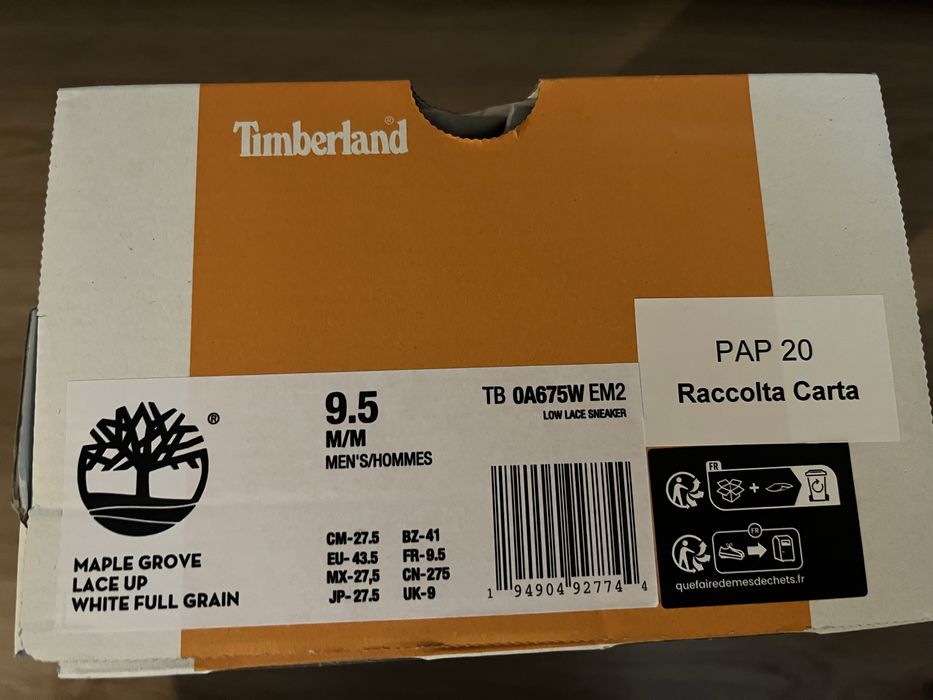 Timberland®
PAP 20
Raccolta Carta
®
9.5
M/M
MEN'S/HOMMES
TB 0A675W EM2
LOW LACE SNEAKER
MAPLE GROVE
LACE UP
WHITE FULL GRAIN
CM-27.5 BZ-41
EU-43.5 FR-9.5
MX-27,5 CN-275
JP-27.5 UK-9
1 94904 92774 4
FR
FR
quefairedemesdechets.fr